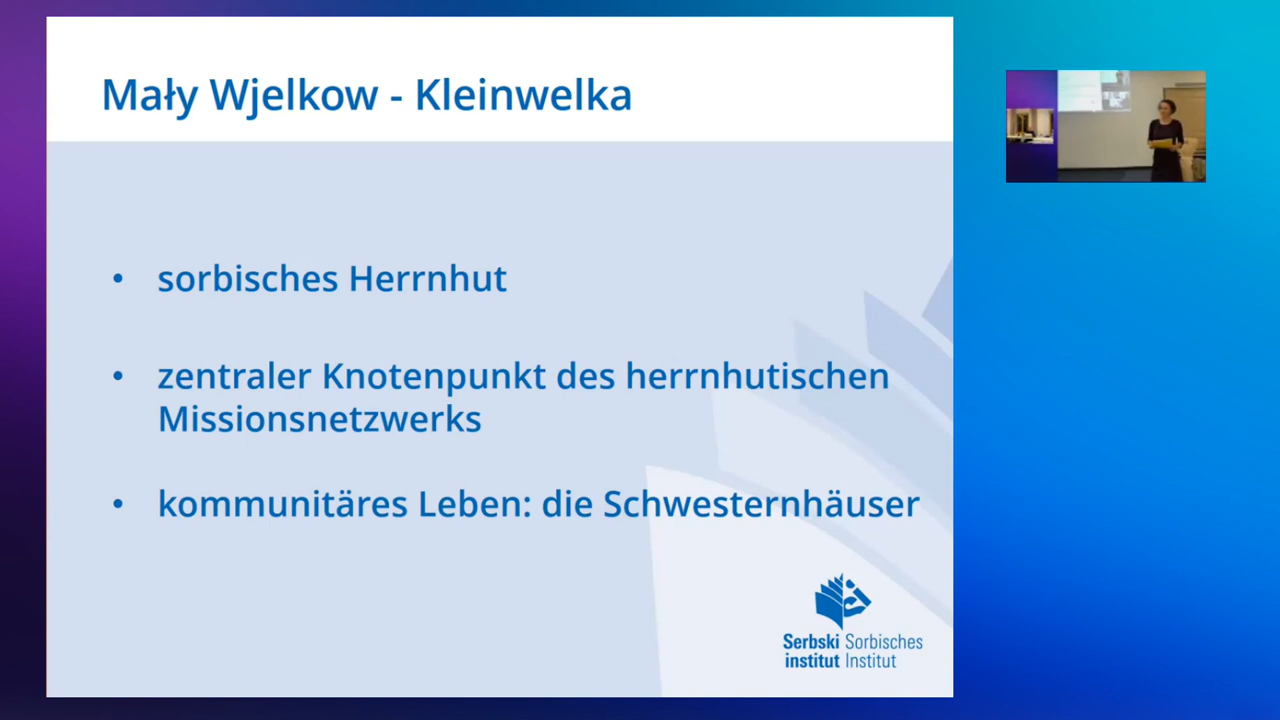 Mały Wjelkow - Kleinwelka
• sorbisches Herrnhut
• zentraler Knotenpunkt des herrnhutischen
Missionsnetzwerks
• kommunitäres Leben: die Schwesternhäuser
Serbski Sorbisches
institut Institut